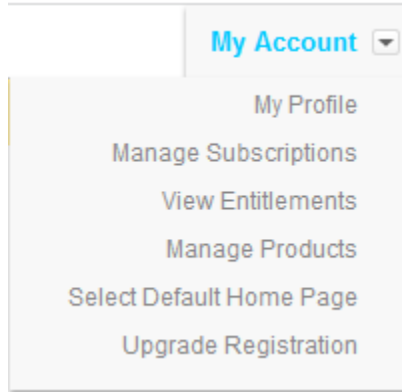 My Account
My Profile
Manage Subscriptions
View Entitlements
Manage Products
Select Default Home Page
Upgrade Registration